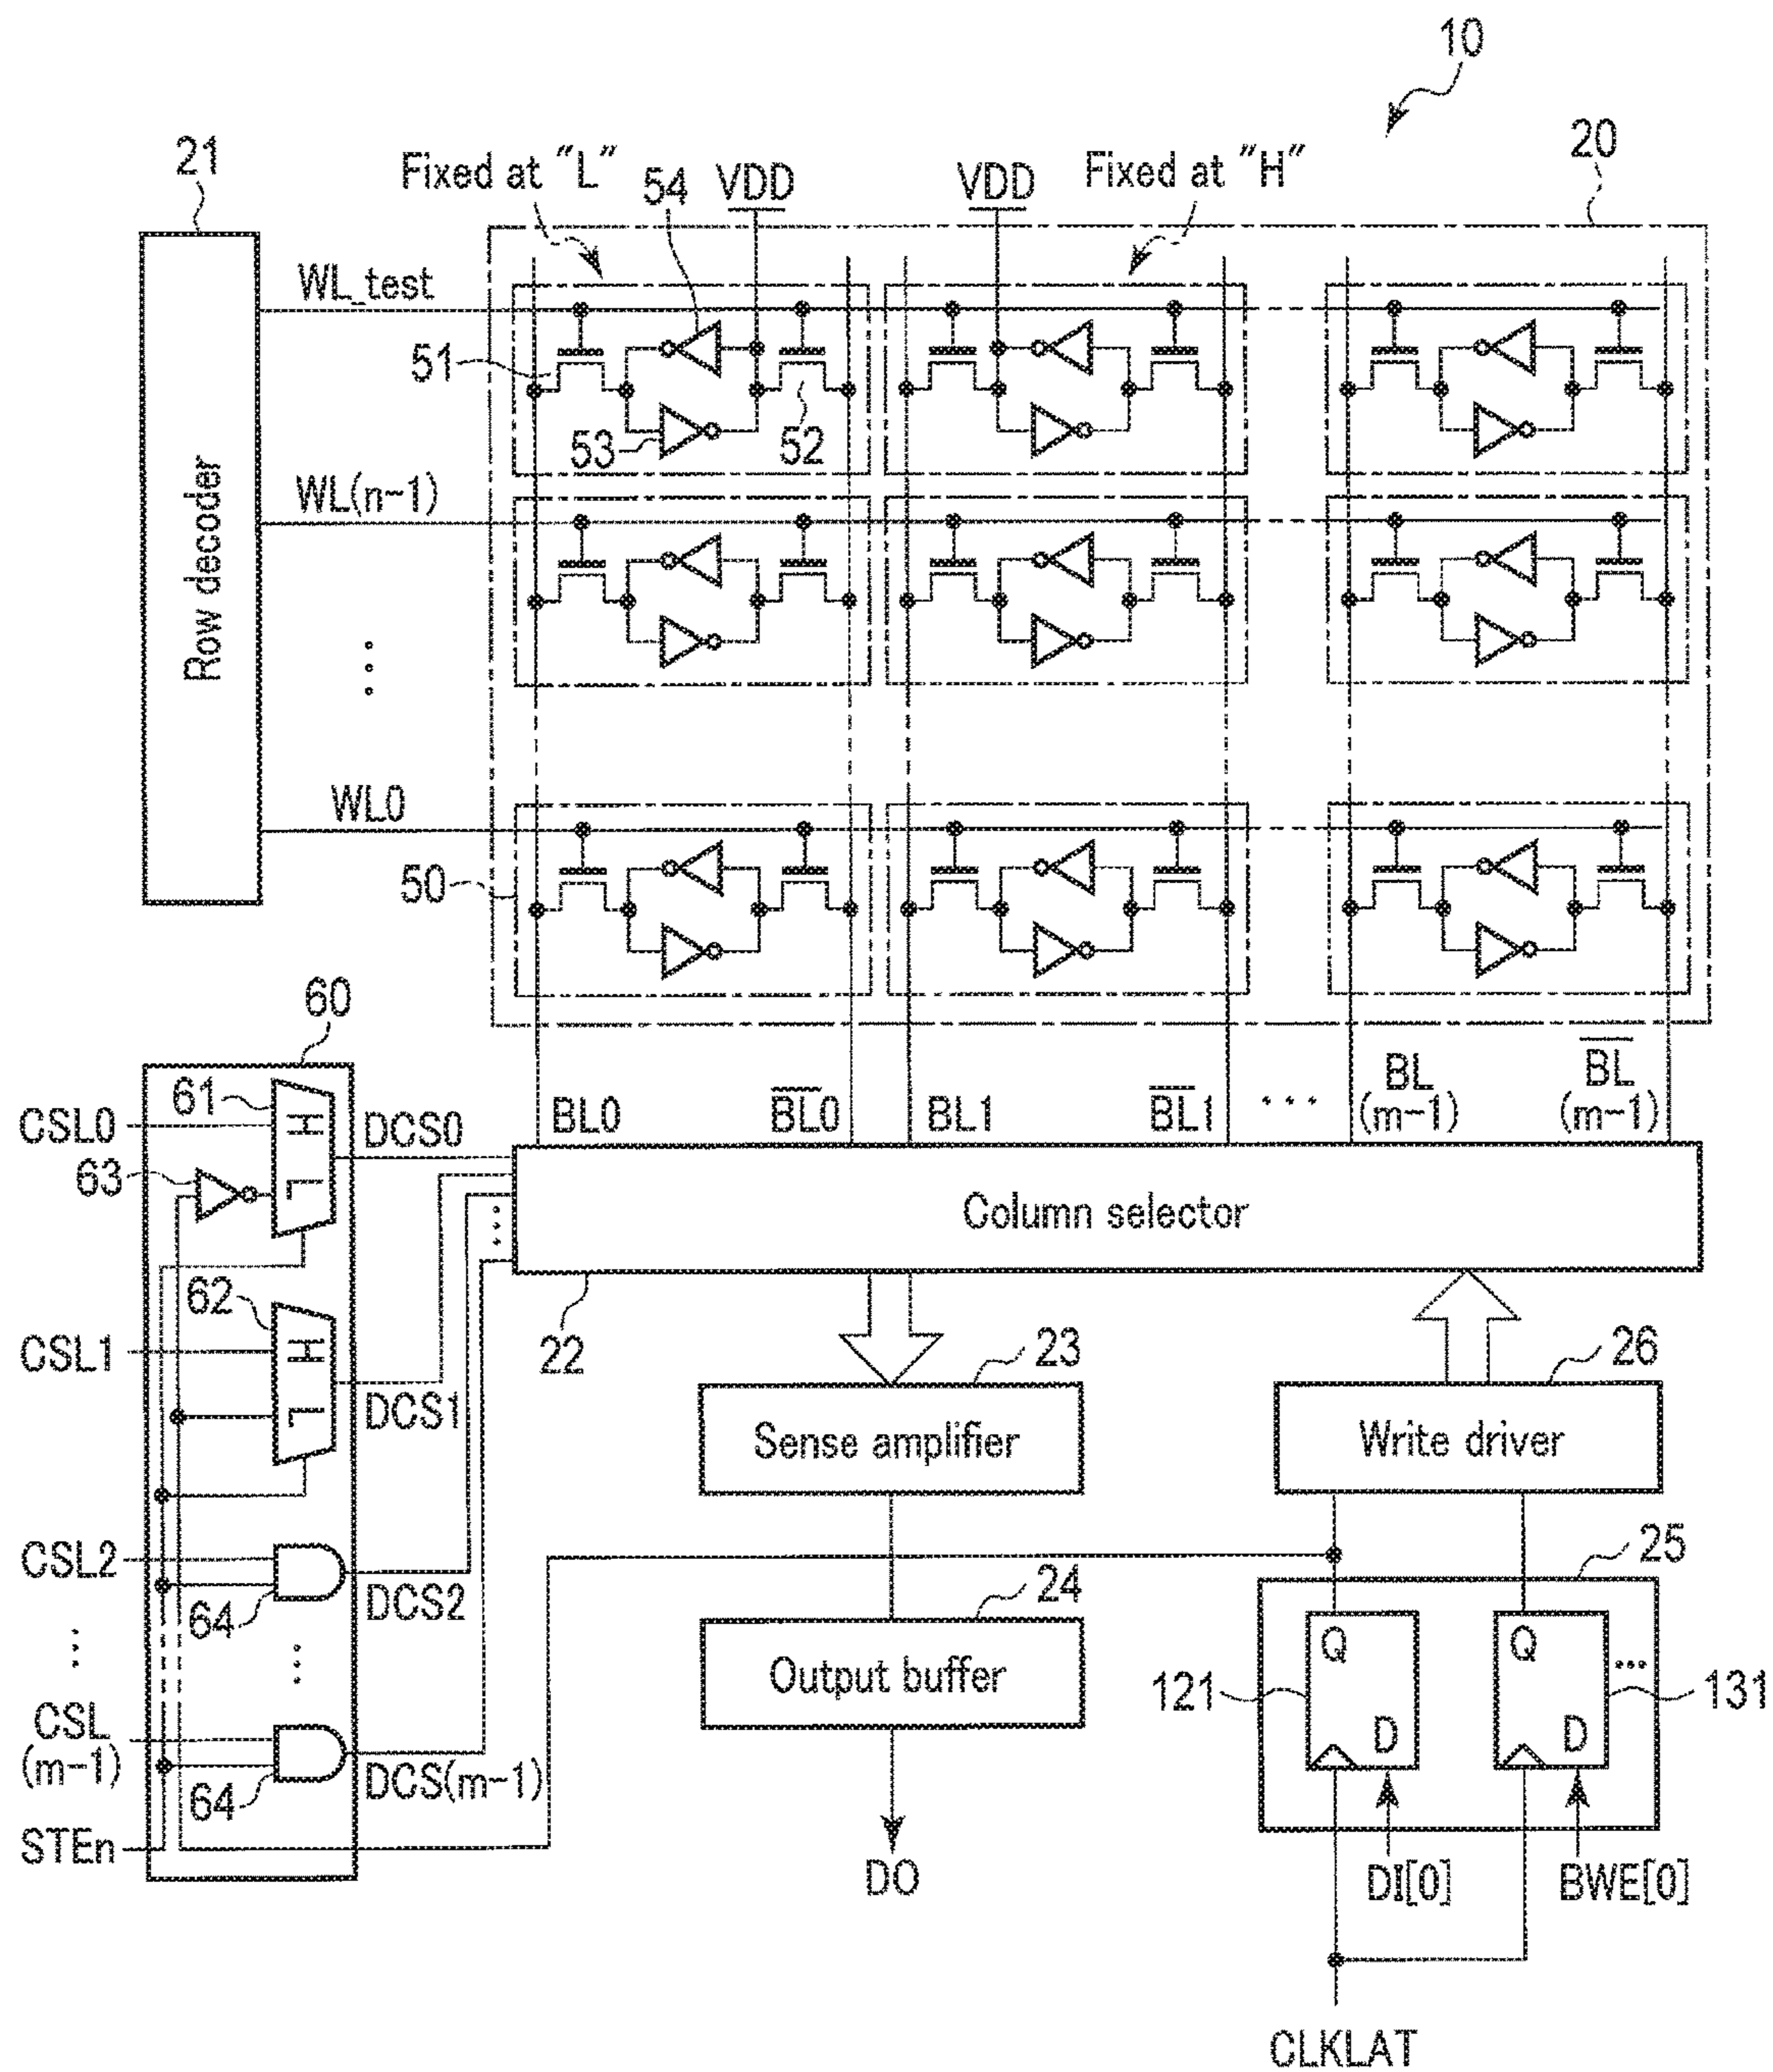 10
21
Fixed at "L"
54
VDD
VDD
Fixed at "H"
20
WL_test
51
53
52
WL(n-1)
Row decoder
WL0
50
60
CSL0
61
H
L
DCS0
63
BL0
B̅L̅0̅
BL1
B̅L̅1̅
...
BL
(m-1)
B̅L̅
(m-1)
Column selector
62
CSL1
H
L
DCS1
22
23
26
Sense amplifier
Write driver
CSL2
64
DCS2
24
25
Output buffer
Q
Q
121
D
D
131
CSL
(m-1)
64
DCS(m-1)
STEn
DO
DI[0]
BWE[0]
CLKLAT